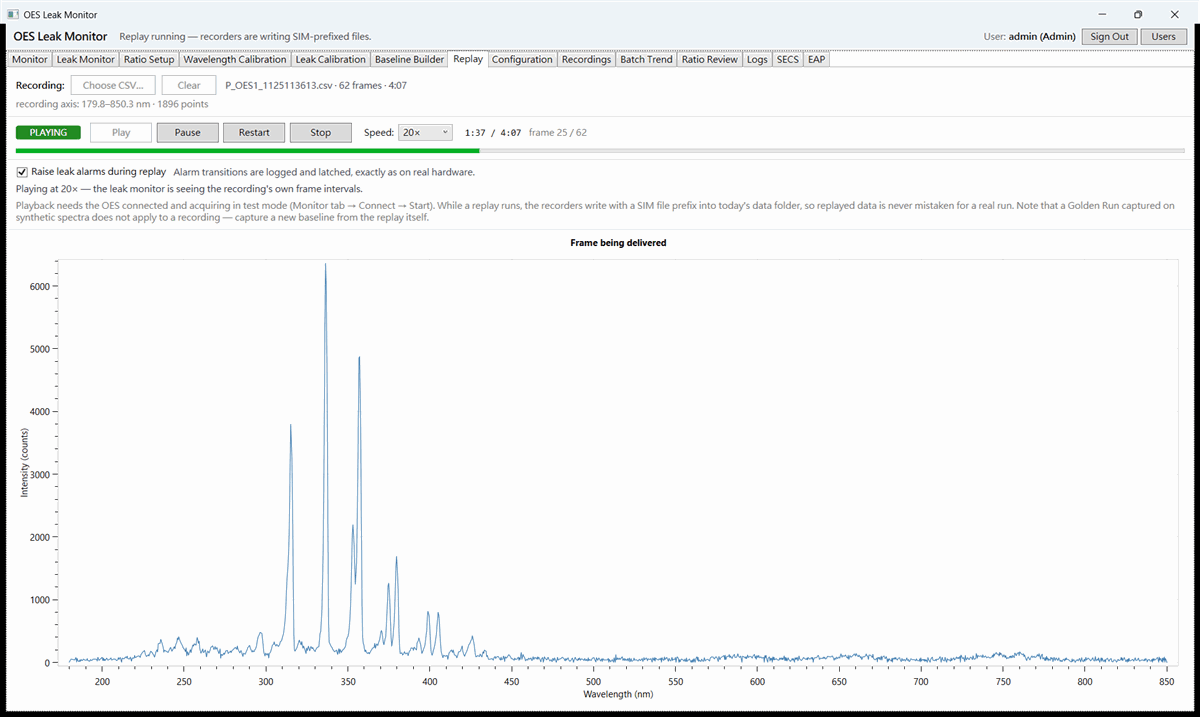 OES Leak Monitor
OES Leak Monitor Replay running — recorders are writing SIM-prefixed files. User: admin (Admin) Sign Out Users
Monitor Leak Monitor Ratio Setup Wavelength Calibration Leak Calibration Baseline Builder Replay Configuration Recordings Batch Trend Ratio Review Logs SECS EAP
Recording: Choose CSV... Clear P_OES1_1125113613.csv · 62 frames · 4:07
recording axis: 179.8–850.3 nm · 1896 points
PLAYING Play Pause Restart Stop Speed: 20× 1:37 / 4:07 frame 25 / 62
Raise leak alarms during replay Alarm transitions are logged and latched, exactly as on real hardware.
Playing at 20× — the leak monitor is seeing the recording's own frame intervals.
Playback needs the OES connected and acquiring in test mode (Monitor tab → Connect → Start). While a replay runs, the recorders write with a SIM file prefix into today's data folder, so replayed data is never mistaken for a real run. Note that a Golden Run captured on
synthetic spectra does not apply to a recording — capture a new baseline from the replay itself.
Frame being delivered
6000
5000
4000
3000
2000
1000
0
Intensity (counts)
200 250 300 350 400 450 500 550 600 650 700 750 800 850
Wavelength (nm)